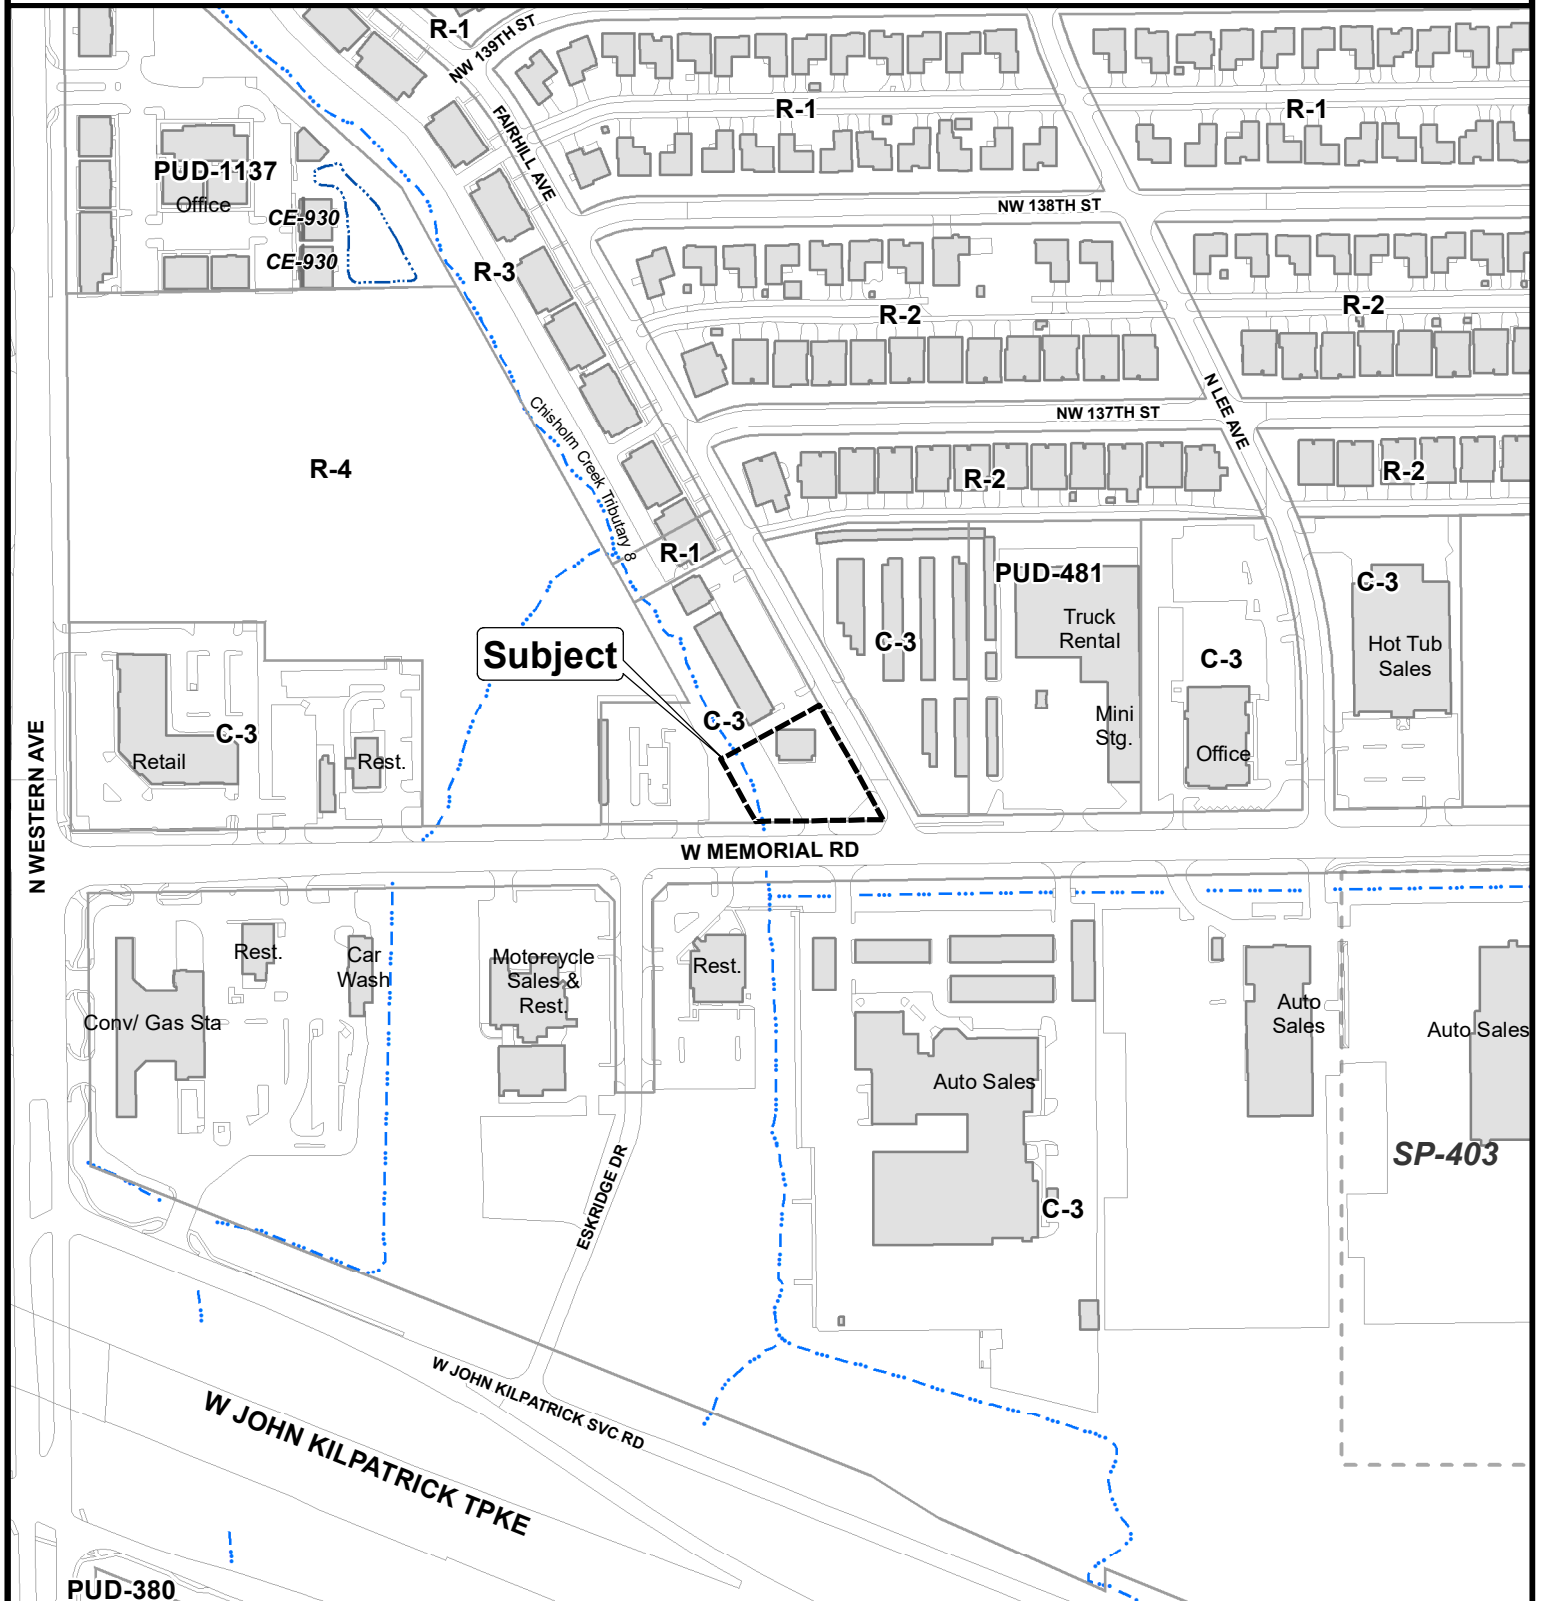 R-1
NW 139TH ST
FAIRHILL AVE
R-1
R-1
PUD-1137
Office
CE-930
CE-930
NW 138TH ST
R-3
R-2
R-2
Chisholm Creek Tributary 8
NW 137TH ST
N LEE AVE
R-4
R-2
R-2
R-1
PUD-481
C-3
Truck
Rental
C-3
Hot Tub
Sales
C-3
Subject
C-3
Mini
Stg.
Office
C-3
Retail
Rest.
N WESTERN AVE
W MEMORIAL RD
Rest.
Car
Wash
Motorcycle
Sales &
Rest.
Rest.
Conv/ Gas Sta
Auto
Sales
Auto Sales
Auto Sales
SP-403
C-3
ESKRIDGE DR
W JOHN KILPATRICK SVC RD
W JOHN KILPATRICK TPKE
PUD-380